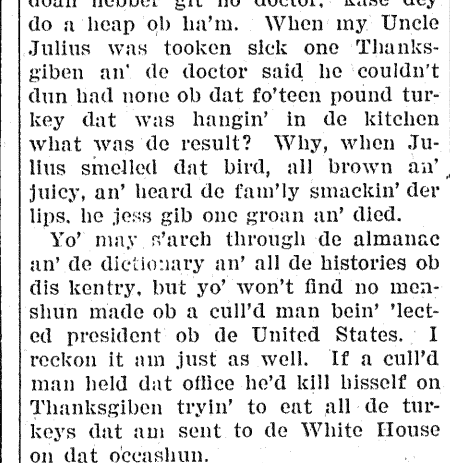 doan' nebber git no doctor, kase dey
do a heap ob ha'm. When my Uncle
Julius was tooken sick one Thanks-
giben an' de doctor said he couldn't
dun had none ob dat fo'teen pound tur-
key dat was hangin' in de kitchen
what was de result? Why, when Ju-
lius smelled dat bird, all brown an'
juicy, an' heard de fam'ly smackin' der
lips, he jess gib one groan an' died.
Yo' may s'arch through de almanac
an' de dictionary an' all de histories ob
dis kentry, but yo' won't find no men-
shun made ob a cull'd man bein' 'lect-
ed president ob de United States. I
reckon it am just as well. If a cull'd
man held dat office he'd kill hisself on
Thanksgiben tryin' to eat all de tur-
keys dat am sent to de White House
on dat occashun.